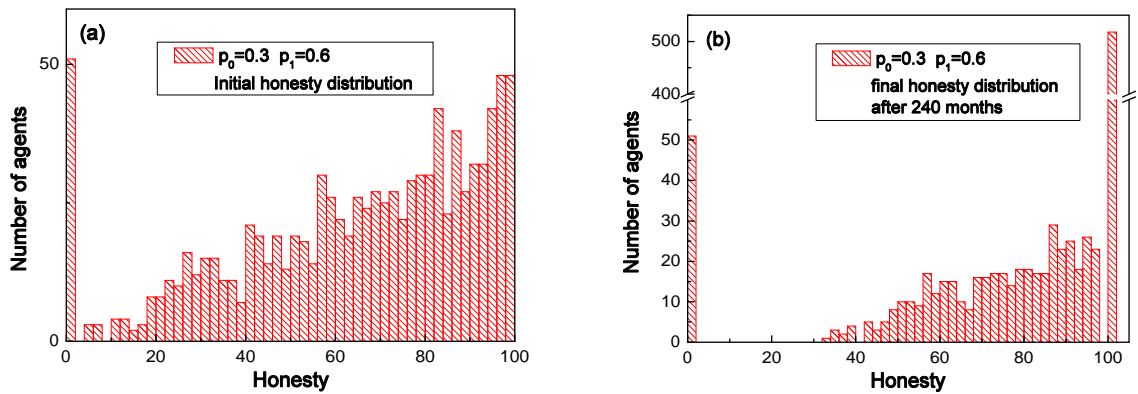 (a)
p0=0.3 p1=0.6
Initial honesty distribution
50
0
Number of agents
0 20 40 60 80 100
Honesty
(b)
p0=0.3 p1=0.6
final honesty distribution
after 240 months
500
400
50
40
30
20
10
0
Number of agents
0 20 40 60 80 100
Honesty